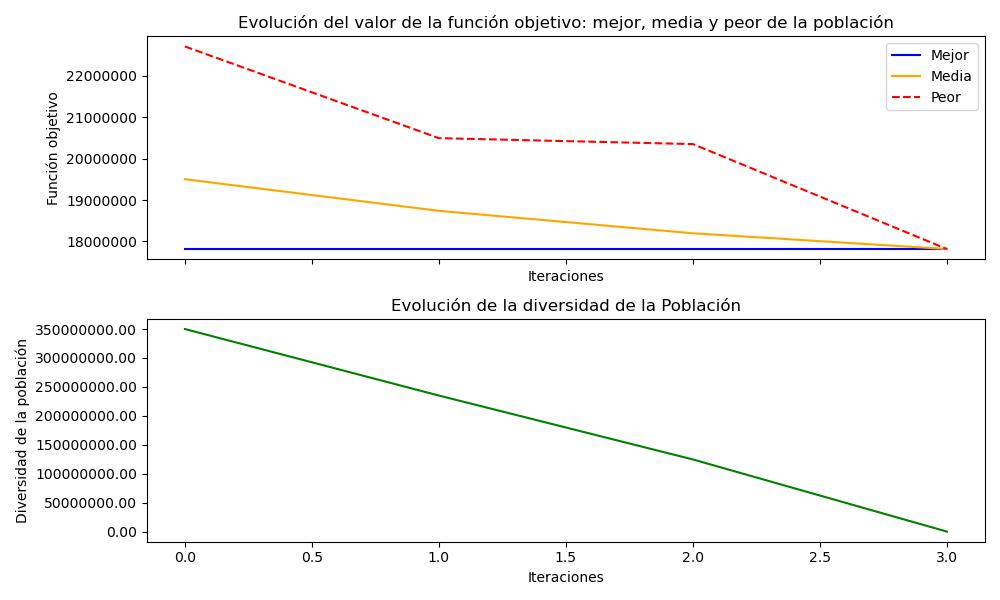 Evolución del valor de la función objetivo: mejor, media y peor de la población
Función objetivo
22000000
21000000
20000000
19000000
18000000
Mejor
Media
Peor
Iteraciones
Evolución de la diversidad de la Población
Diversidad de la población
350000000.00
300000000.00
250000000.00
200000000.00
150000000.00
100000000.00
50000000.00
0.00
0.0 0.5 1.0 1.5 2.0 2.5 3.0
Iteraciones